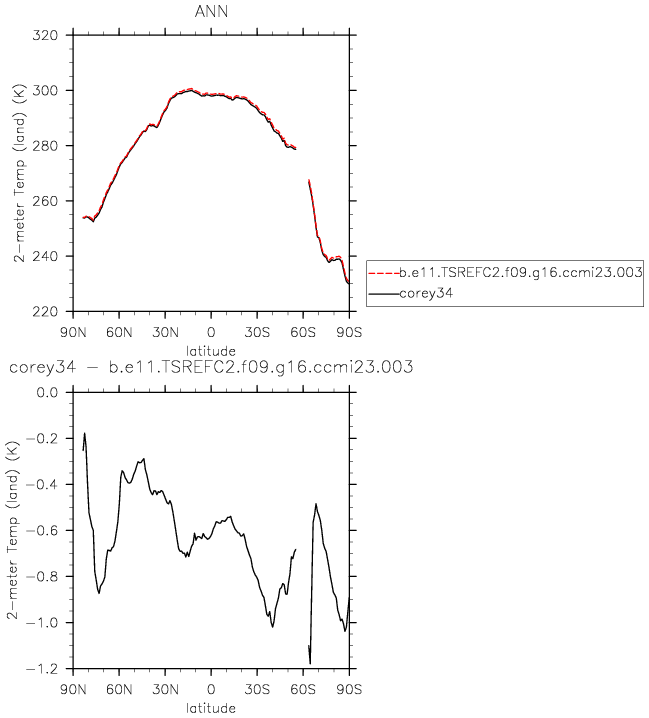 ANN
320
300
280
260
240
220
2-meter Temp (land) (K)
90N 60N 30N 0 30S 60S 90S
latitude
b.e11.TSREFC2.f09.g16.ccmi23.003
corey34
corey34 - b.e11.TSREFC2.f09.g16.ccmi23.003
0.0
-0.2
-0.4
-0.6
-0.8
-1.0
-1.2
2-meter Temp (land) (K)
90N 60N 30N 0 30S 60S 90S
latitude